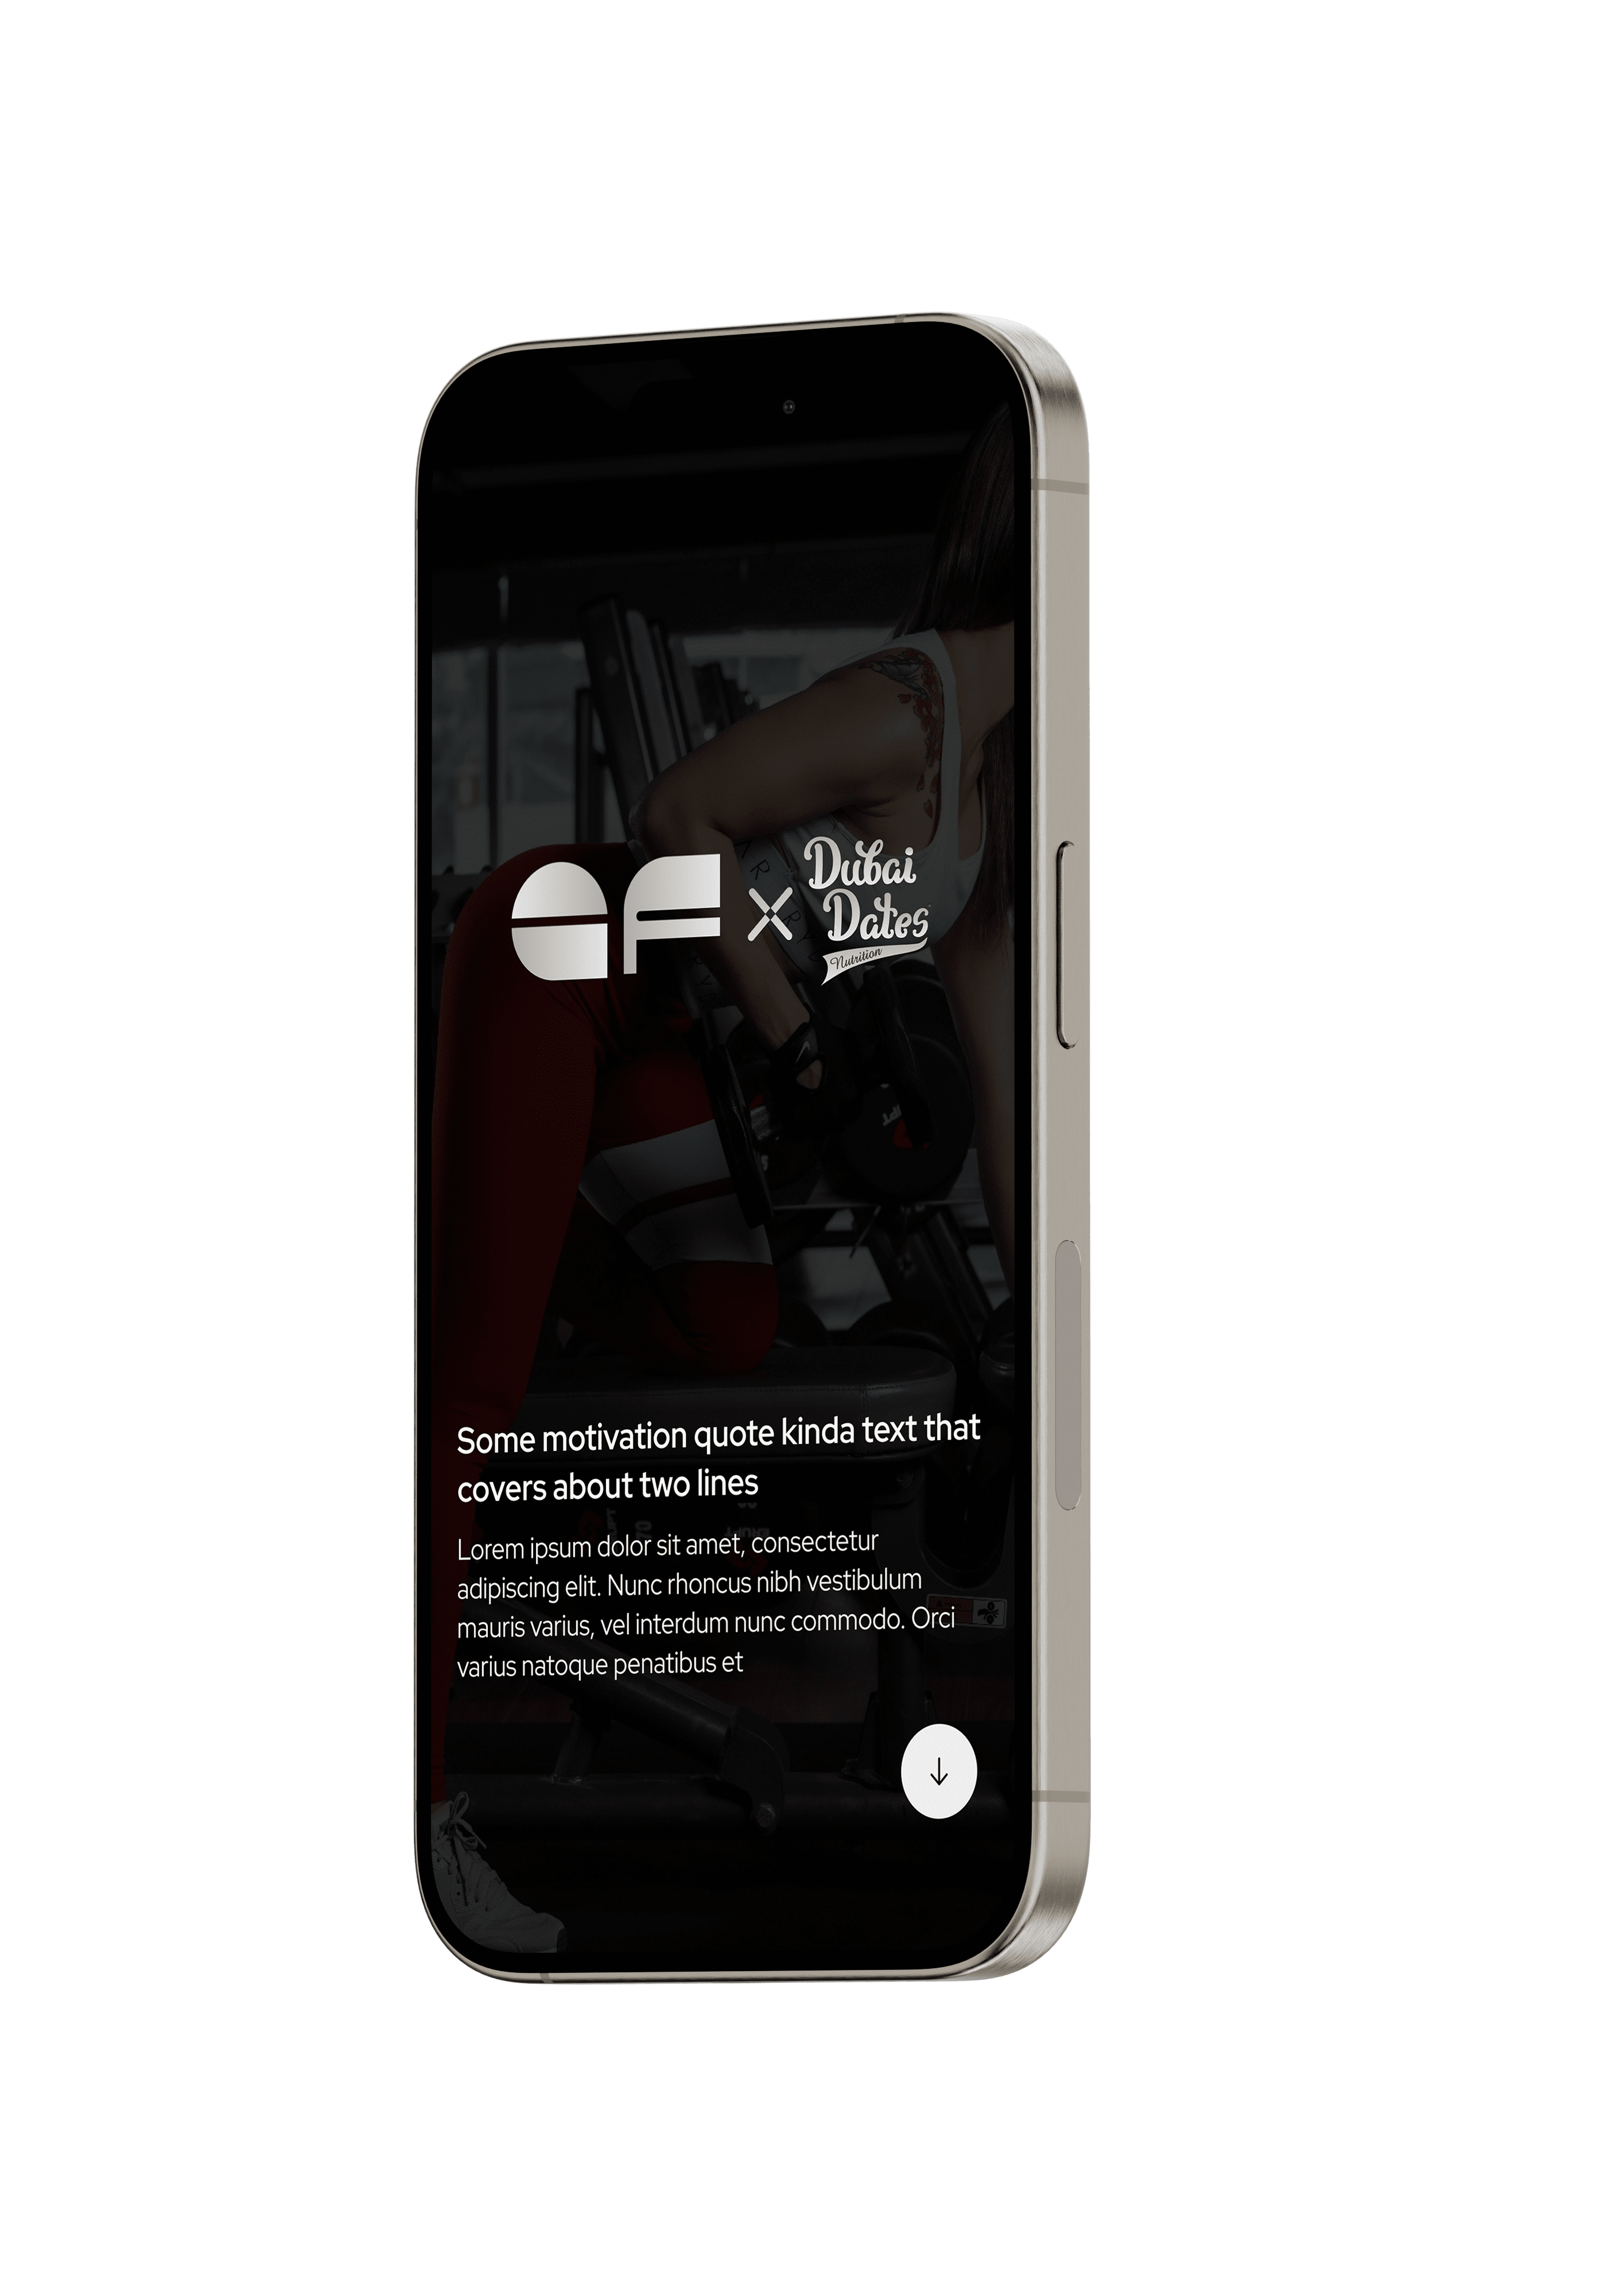 aF X Dubai
Dates
Nutrition
Some motivation quote kinda text that
covers about two lines
Lorem ipsum dolor sit amet, consectetur
adipiscing elit. Nunc rhoncus nibh vestibulum
mauris varius, vel interdum nunc commodo. Orci
varius natoque penatibus et